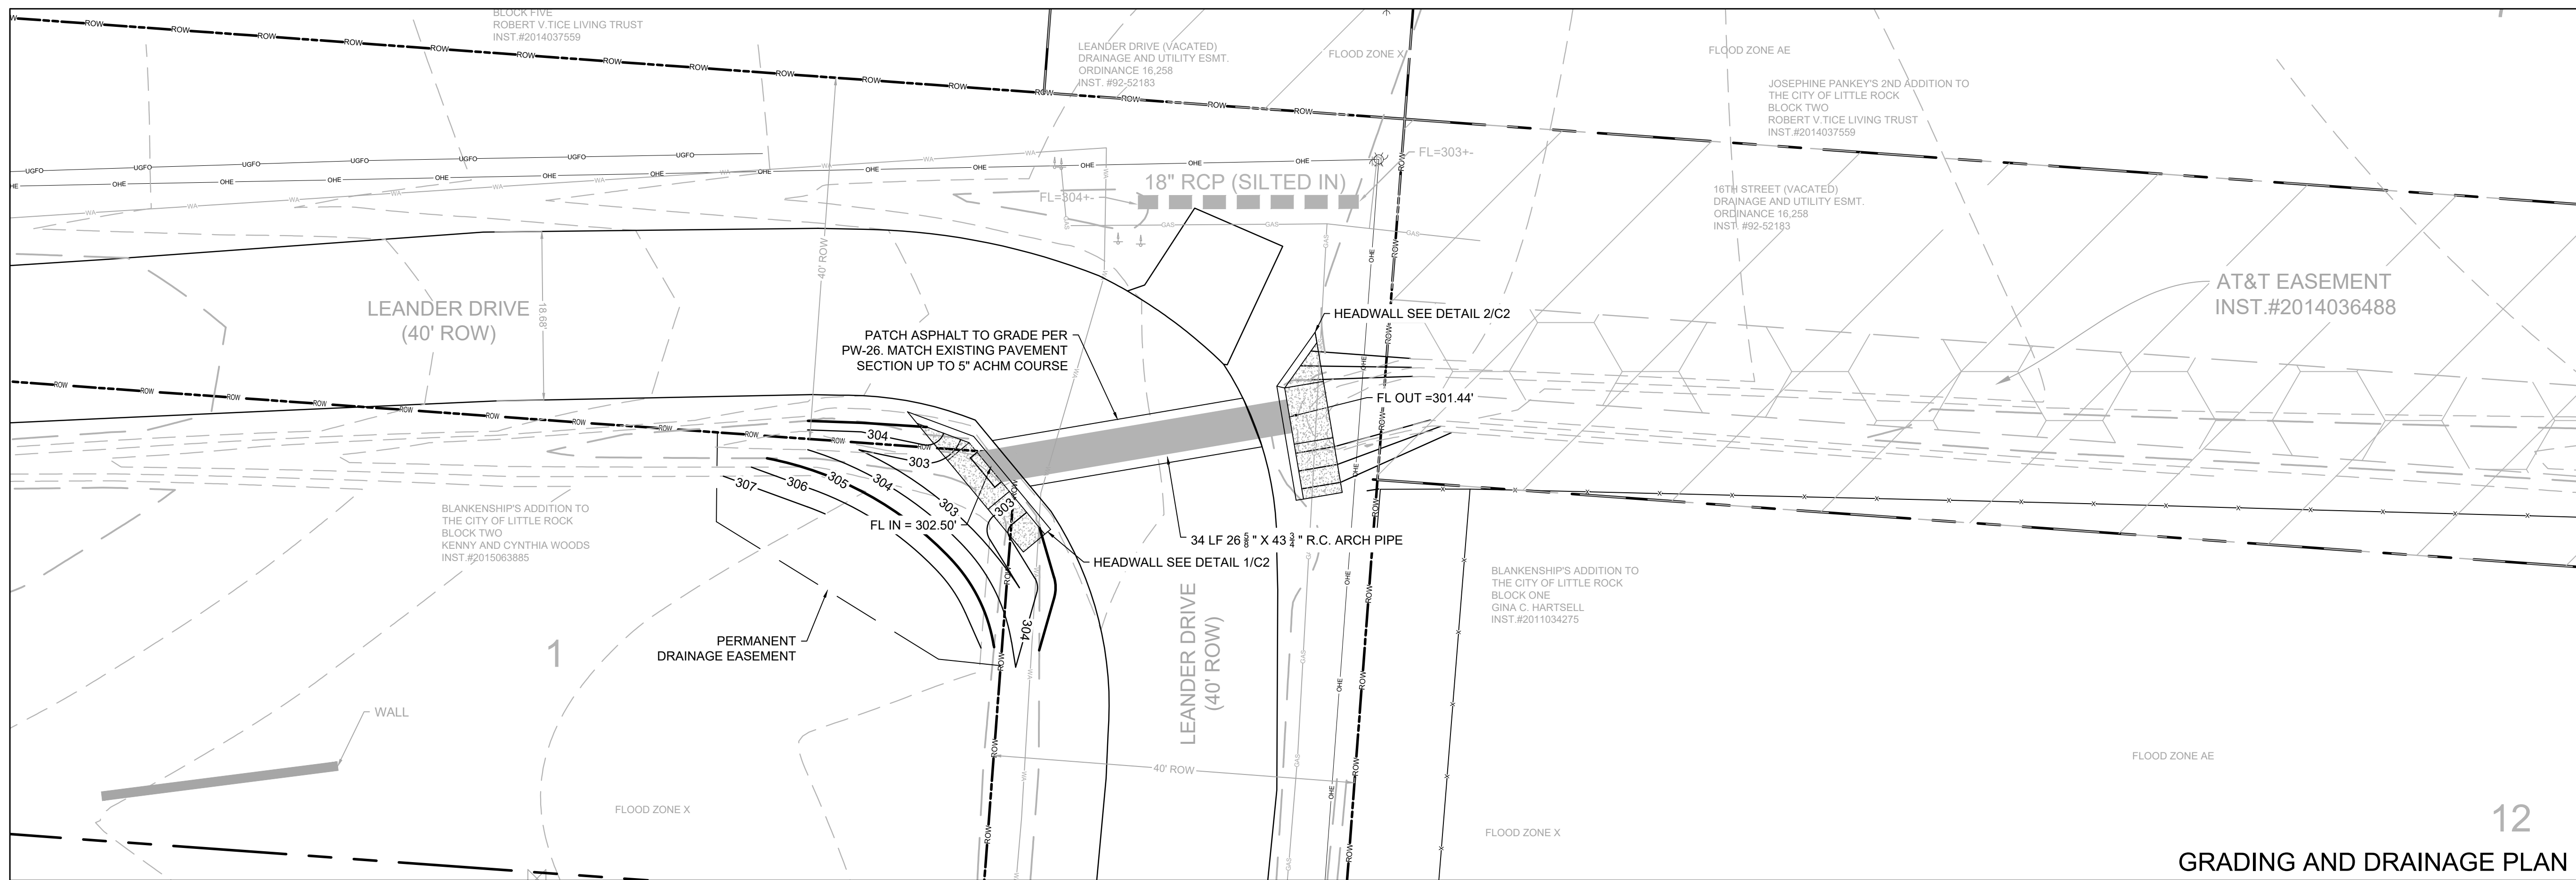 BLOCK FIVE
ROBERT V.TICE LIVING TRUST
INST.#2014037559
LEANDER DRIVE (VACATED)
DRAINAGE AND UTILITY ESMT.
ORDINANCE 16,258
INST. #92-52183
FLOOD ZONE X
FLOOD ZONE AE
JOSEPHINE PANKEY'S 2ND ADDITION TO
THE CITY OF LITTLE ROCK
BLOCK TWO
ROBERT V.TICE LIVING TRUST
INST.#2014037559
FL=303+-
18" RCP (SILTED IN)
FL=304+-
16TH STREET (VACATED)
DRAINAGE AND UTILITY ESMT.
ORDINANCE 16,258
INST. #92-52183
40' ROW
AT&T EASEMENT
INST.#2014036488
LEANDER DRIVE
(40' ROW)
18.68'
HEADWALL SEE DETAIL 2/C2
PATCH ASPHALT TO GRADE PER
PW-26. MATCH EXISTING PAVEMENT
SECTION UP TO 5" ACHM COURSE
FL OUT =301.44'
304
303
307
306
305
304
303
303
FL IN = 302.50'
BLANKENSHIP'S ADDITION TO
THE CITY OF LITTLE ROCK
BLOCK TWO
KENNY AND CYNTHIA WOODS
INST.#2015063885
34 LF 26 5/8" X 43 3/4" R.C. ARCH PIPE
HEADWALL SEE DETAIL 1/C2
BLANKENSHIP'S ADDITION TO
THE CITY OF LITTLE ROCK
BLOCK ONE
GINA C. HARTSELL
INST.#2011034275
304
LEANDER DRIVE
(40' ROW)
PERMANENT
DRAINAGE EASEMENT
1
WALL
40' ROW
FLOOD ZONE X
FLOOD ZONE X
FLOOD ZONE AE
12
GRADING AND DRAINAGE PLAN
ROW
UGFO
OHE
WA
GAS
X